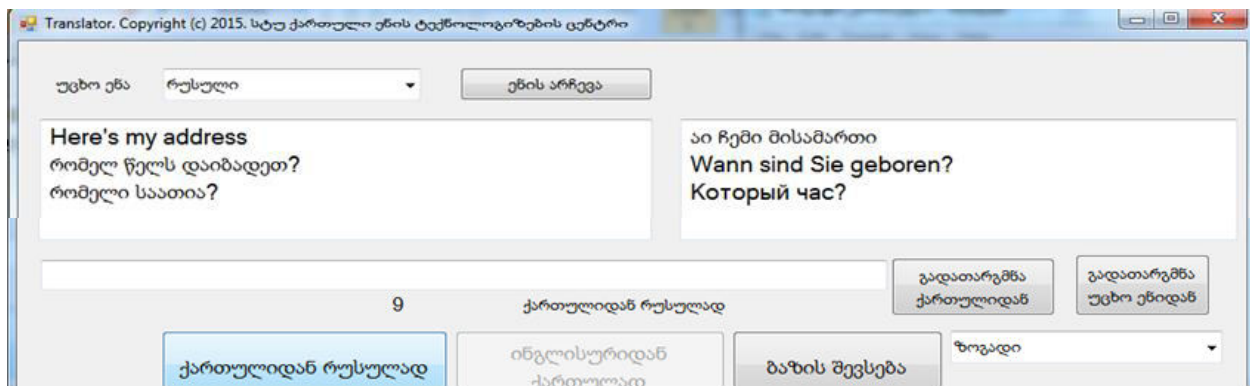 Translator. Copyright (c) 2015. სტუ ქართული ენის ტექნოლოგიზების ცენტრი
უცხო ენა
რუსული
ენის არჩევა
Here's my address
რომელ წელს დაიბადეთ?
რომელი საათია?
აი ჩემი მისამართი
Wann sind Sie geboren?
Который час?
გადათარგმნა
ქართულიდან
გადათარგმნა
უცხო ენიდან
9
ქართულიდან რუსულად
ქართულიდან რუსულად
ინგლისურიდან
ქართულად
ბაზის შევსება
ზოგადი